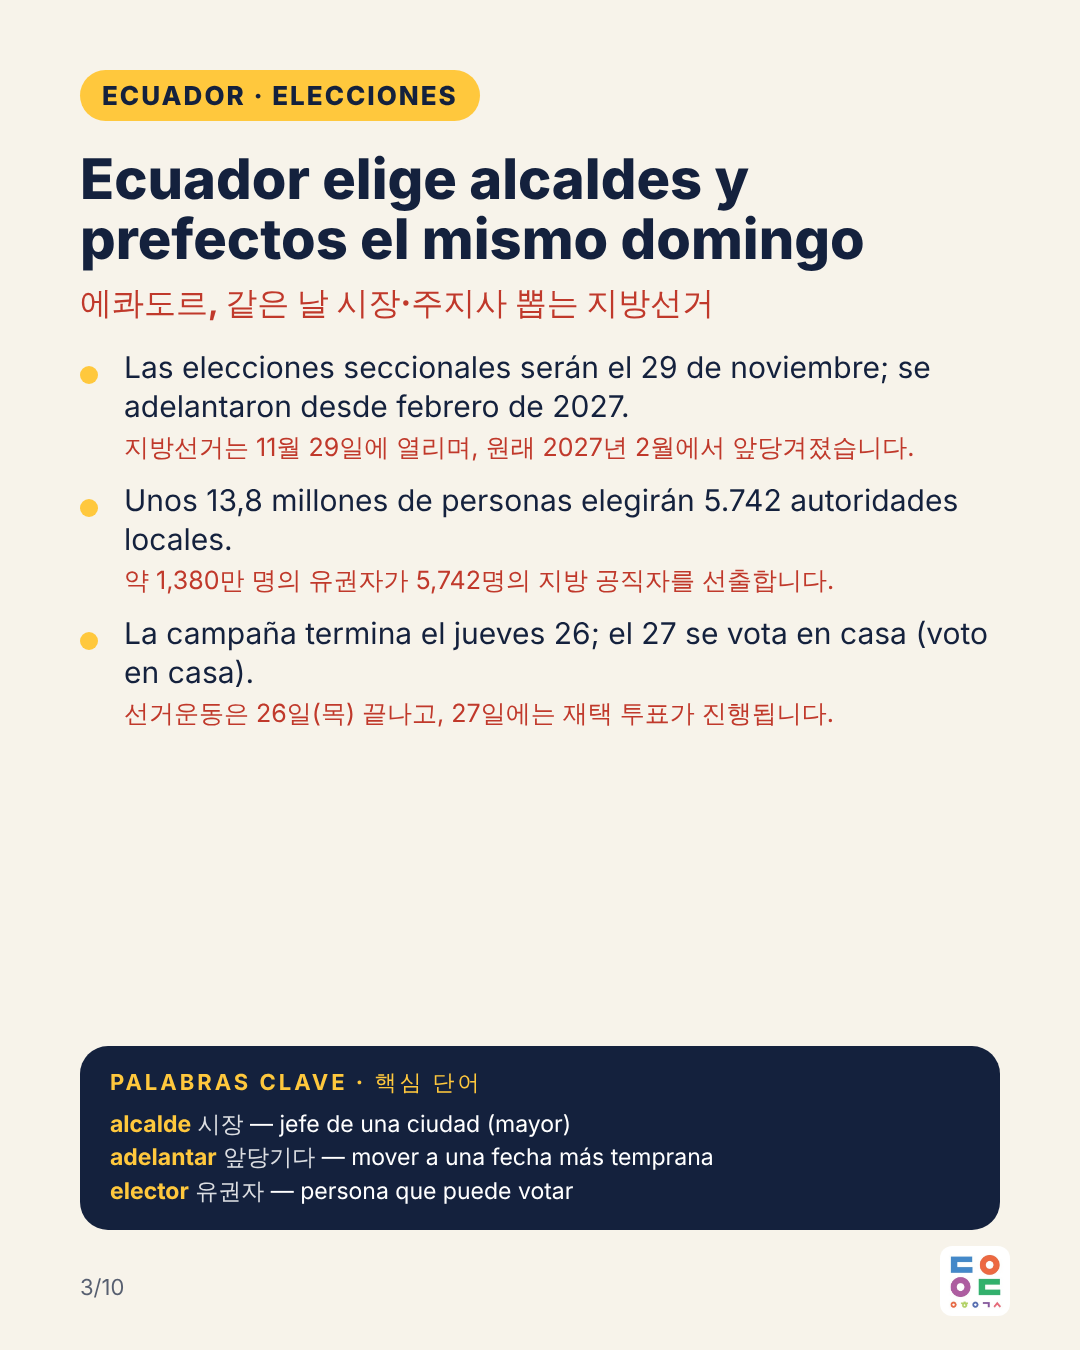 ECUADOR · ELECCIONES
Ecuador elige alcaldes y
prefectos el mismo domingo
에콰도르, 같은 날 시장·주지사 뽑는 지방선거
Las elecciones seccionales serán el 29 de noviembre; se
adelantaron desde febrero de 2027.
지방선거는 11월 29일에 열리며, 원래 2027년 2월에서 앞당겨졌습니다.
Unos 13,8 millones de personas elegirán 5.742 autoridades
locales.
약 1,380만 명의 유권자가 5,742명의 지방 공직자를 선출합니다.
La campaña termina el jueves 26; el 27 se vota en casa (voto
en casa).
선거운동은 26일(목) 끝나고, 27일에는 재택 투표가 진행됩니다.
PALABRAS CLAVE · 핵심 단어
alcalde 시장 — jefe de una ciudad (mayor)
adelantar 앞당기다 — mover a una fecha más temprana
elector 유권자 — persona que puede votar
3/10